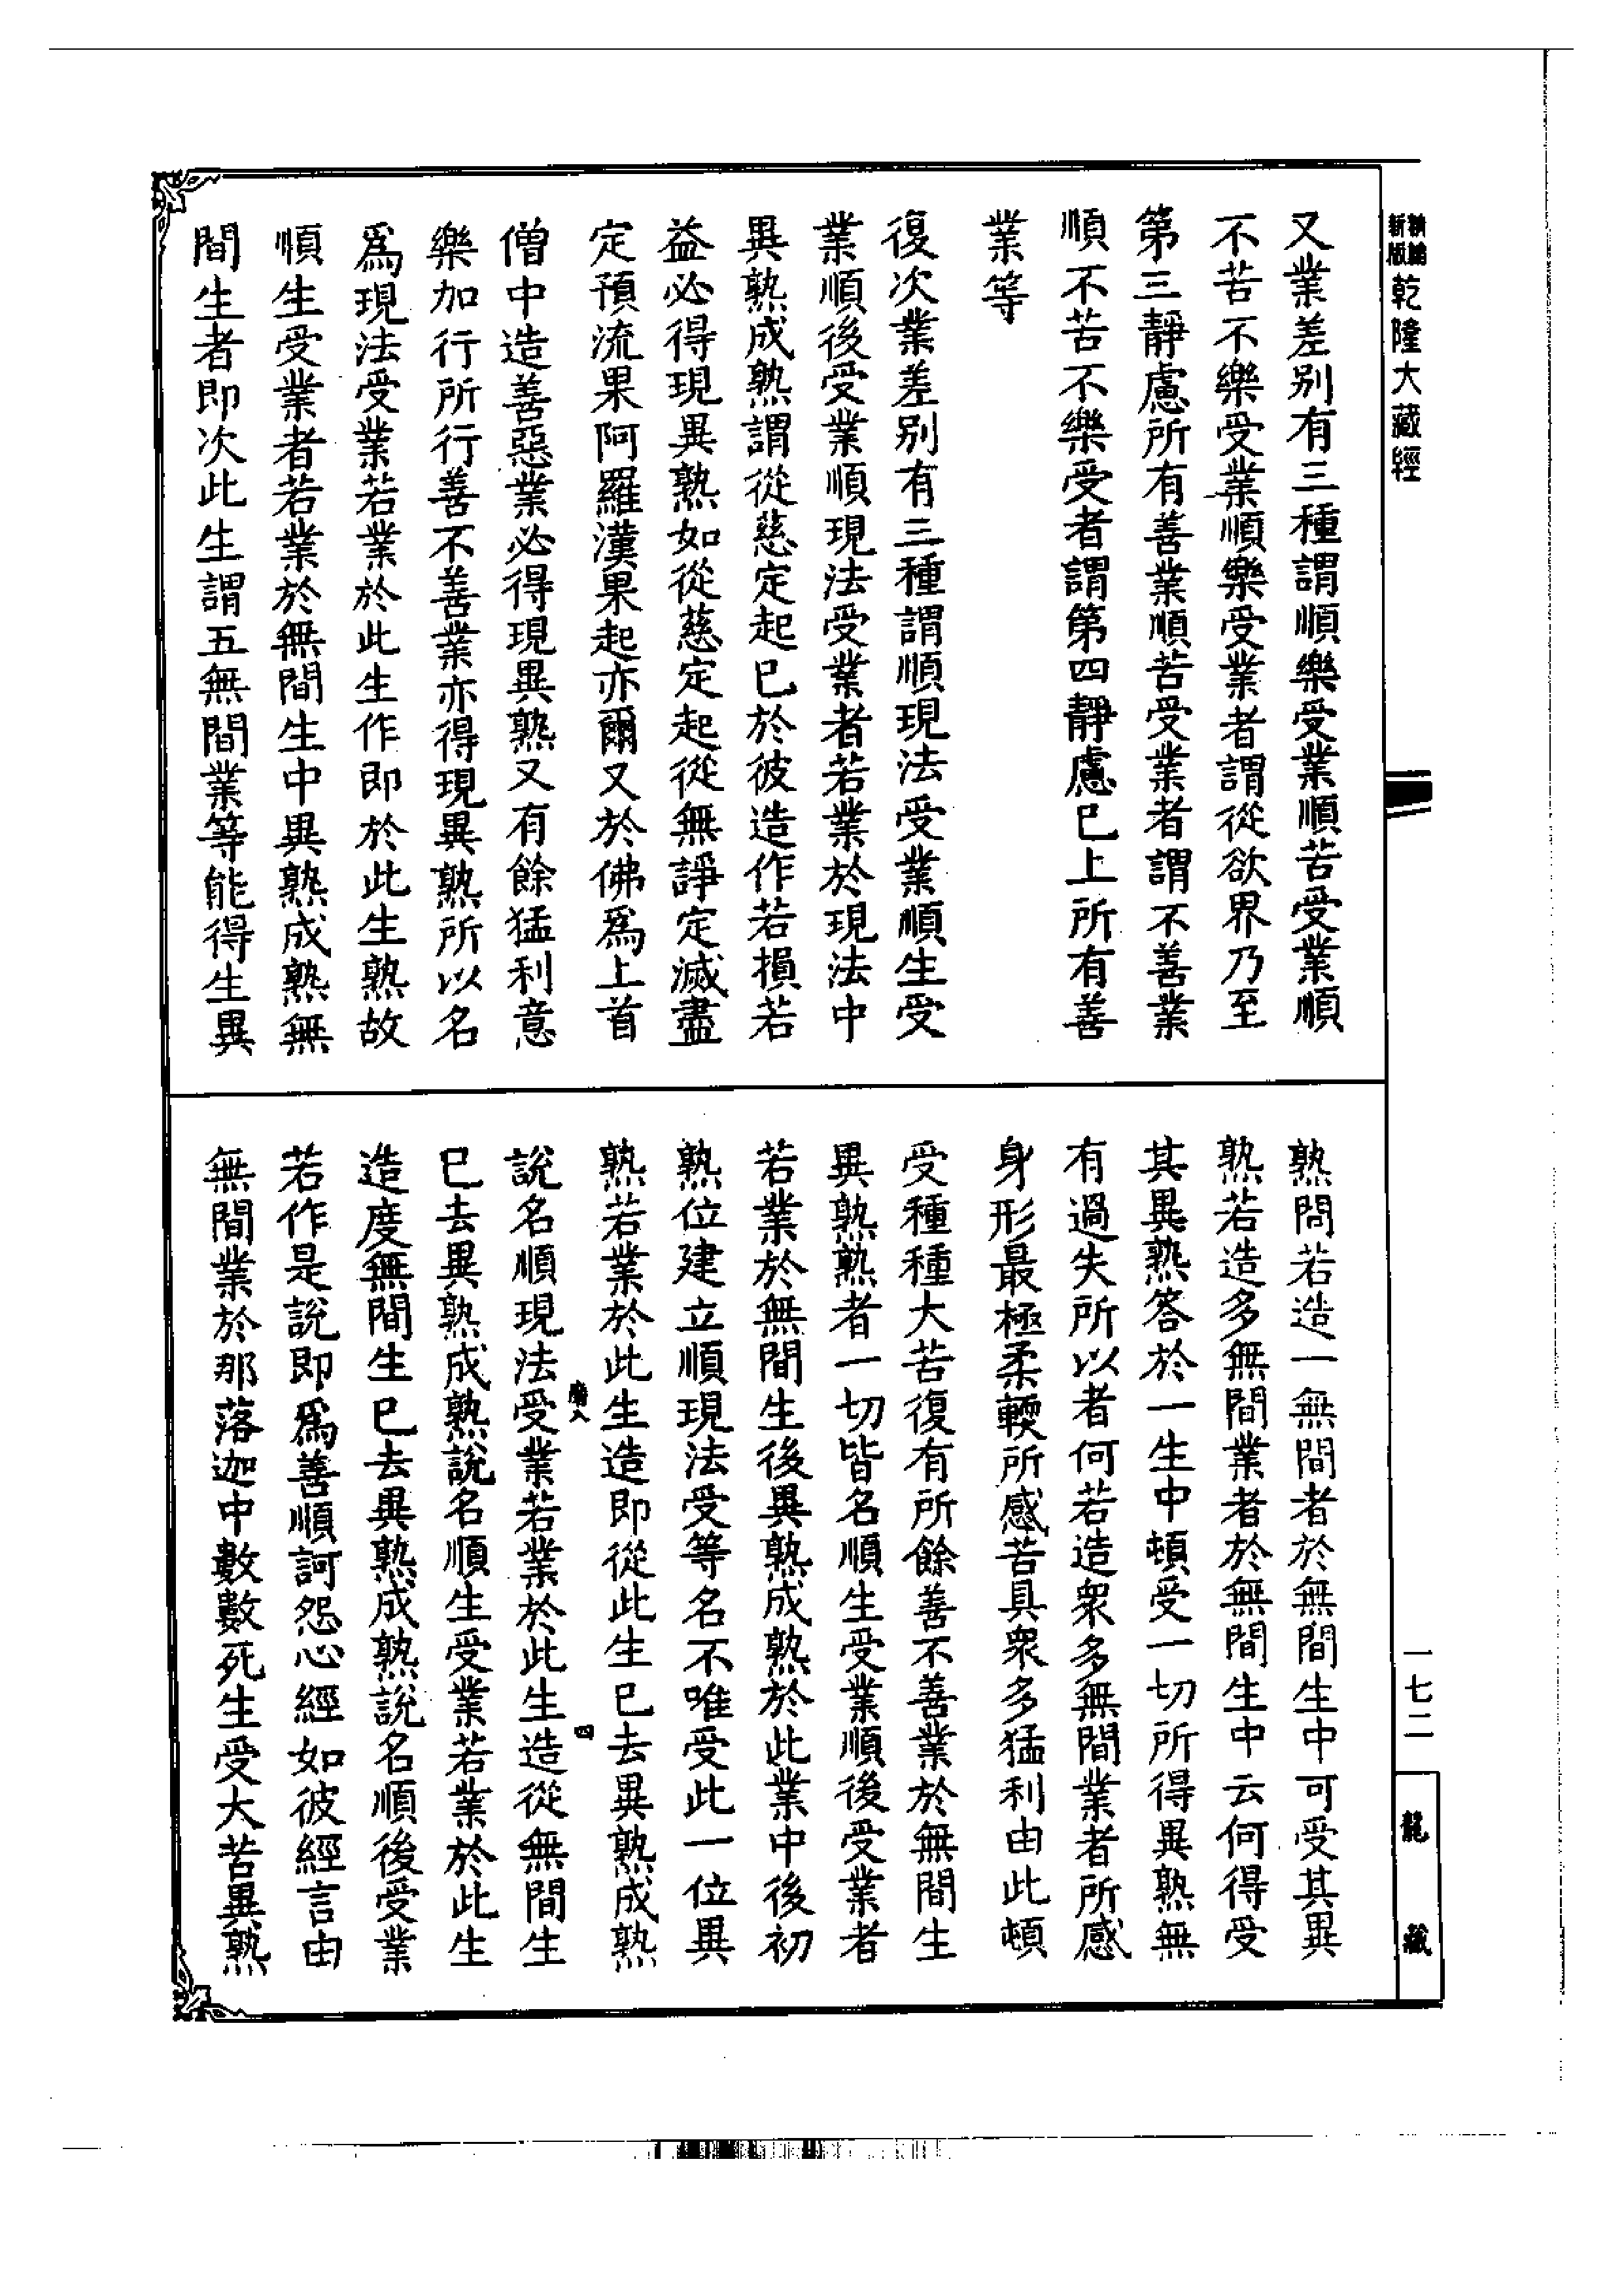 新編
新版
乾隆大藏經
又業差別有三種謂順樂受業順苦受業順
不苦不樂受業順樂受業者謂從欲界乃至
第三靜慮所有善業順苦受業者謂不善業
順不苦不樂受者謂第四靜慮巳上所有善
業等
復次業差別有三種謂順現法受業順生受
業順後受業順現法受業者若業於現法中
異熟成熟謂從慈定起巳於彼造作若損若
益必得現異熟如從慈定起從無諍定滅盡
定預流果阿羅漢果起亦爾又於佛爲上首
僧中造善惡業必得現異熟又有餘猛利意
樂加行所行善不善業亦得現異熟所以名
爲現法受業若業於此生作即於此生熟故
順生受業者若業於無間生中異熟成熟無
間生者即次此生謂五無間業等能得生異
熟問若造一無間者於無間生中可受其異
熟若造多無間業者於無間生中云何得受
其異熟答於一生中頓受一切所得異熟無
有過失所以者何若造衆多無間業者所感
身形最極柔輭所感苦具衆多猛利由此頓
受種種大苦復有所餘善不善業於無間生
異熟熟者一切皆名順生受業順後受業者
若業於無間生後異熟成熟於此業中後初
熟位建立順現法受等名不唯受此一位異
熟若業於此生造即從此生巳去異熟成熟
説名順現法受業若業於此生造從無間生
巳去異熟成熟説名順生受業若業於此生
造度無間生巳去異熟成熟説名順後受業
若作是説即爲善順訶怨心經如彼經言由
無間業於那落迦中數數死生受大苦異熟
四
一七二
龍藏